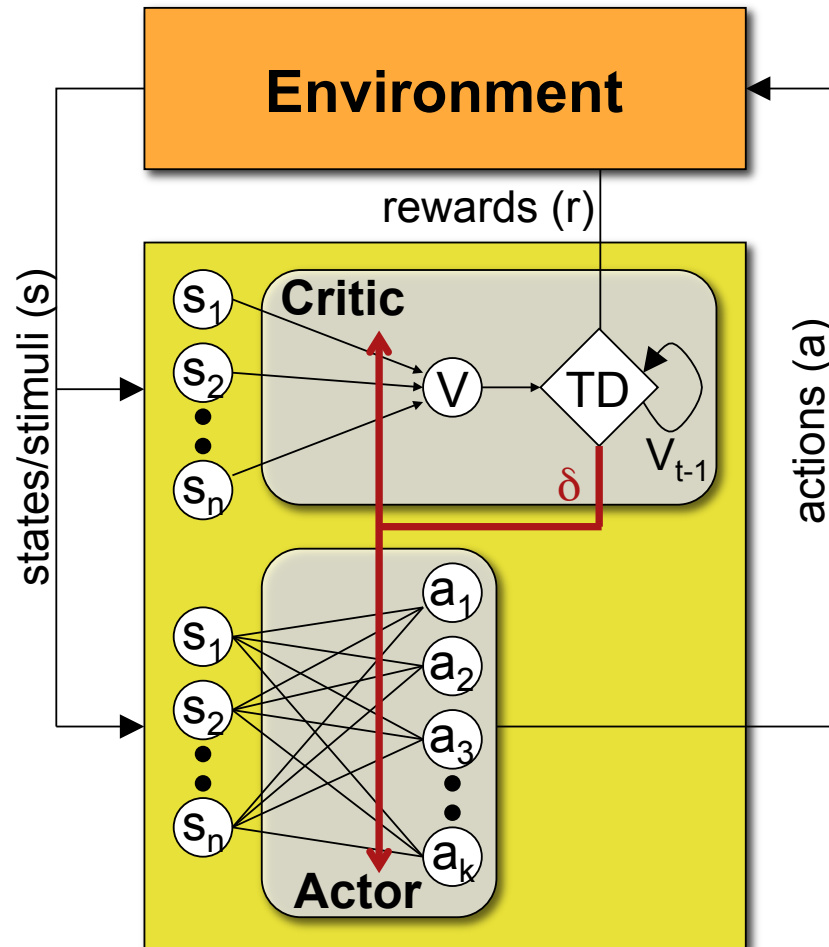 Environment
rewards (r)
states/stimuli (s)
actions (a)
Critic
s₁
s₂
sₙ
V
TD
Vₜ₋₁
δ
s₁
s₂
sₙ
a₁
a₂
a₃
aₖ
Actor